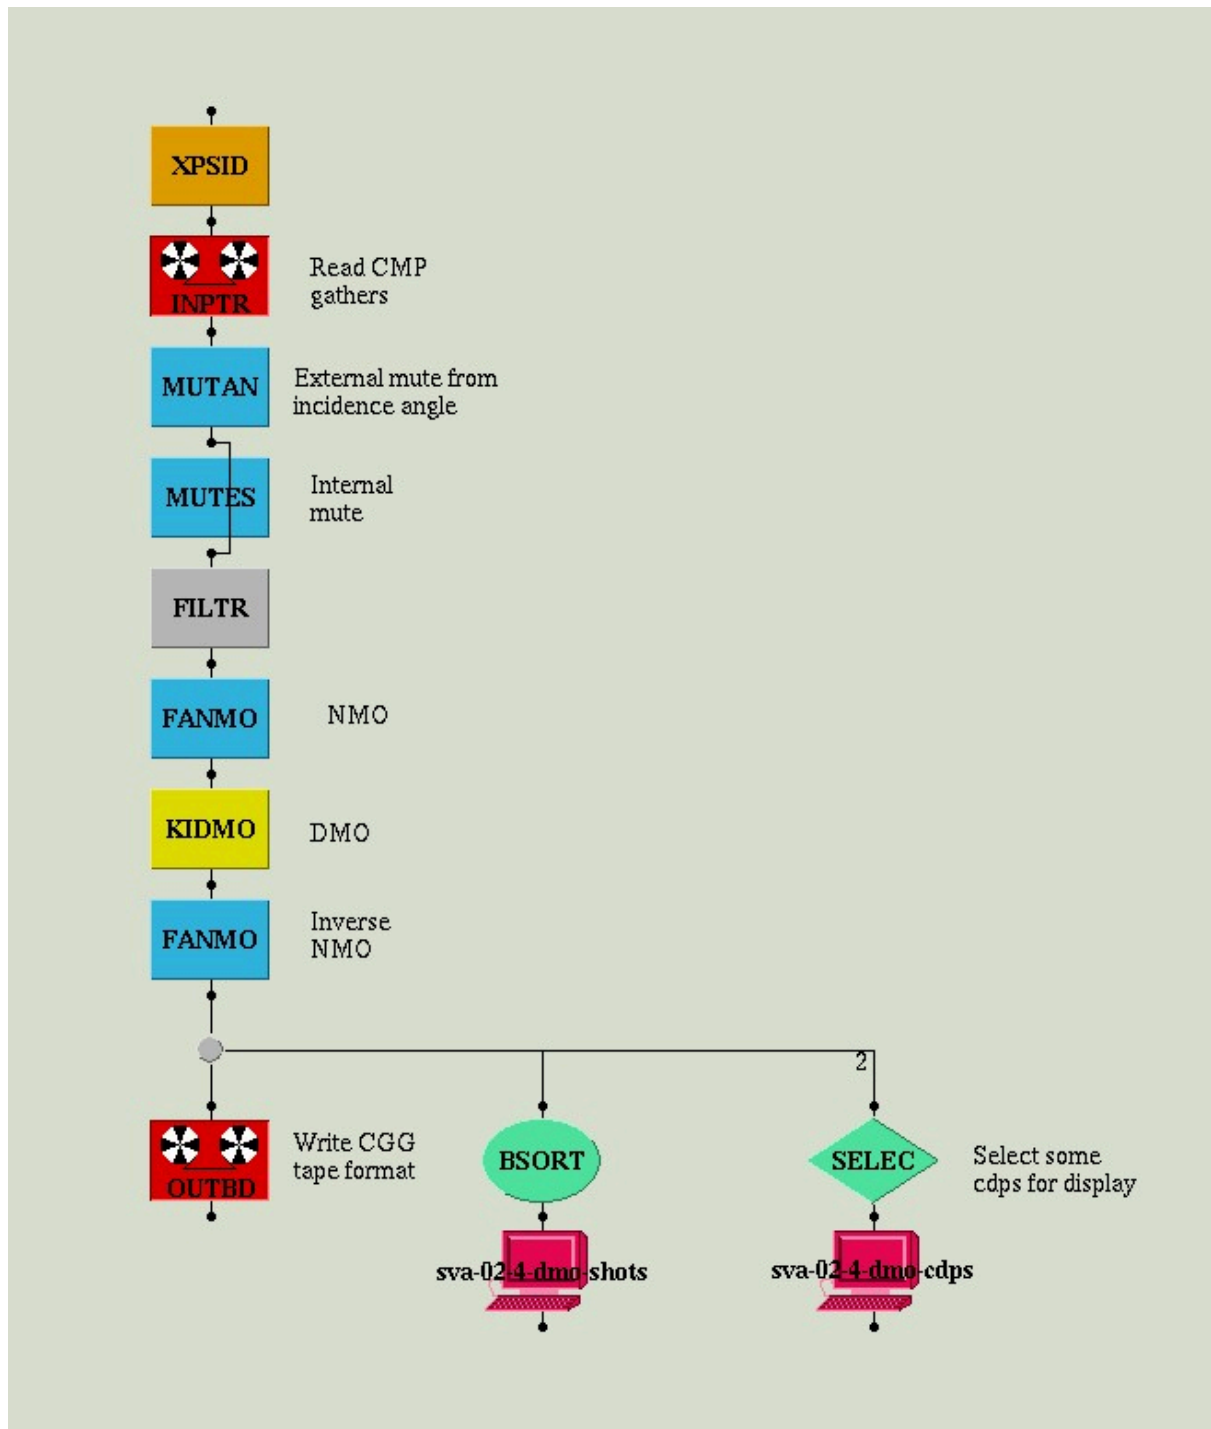 XPSID
INPTR
Read CMP
gathers
MUTAN
External mute from
incidence angle
MUTES
Internal
mute
FILTR
FANMO
NMO
KIDMO
DMO
FANMO
Inverse
NMO
2
OUTBD
Write CGG
tape format
BSORT
SELEC
Select some
cdps for display
sva-02-4-dmo-shots
sva-02-4-dmo-cdps